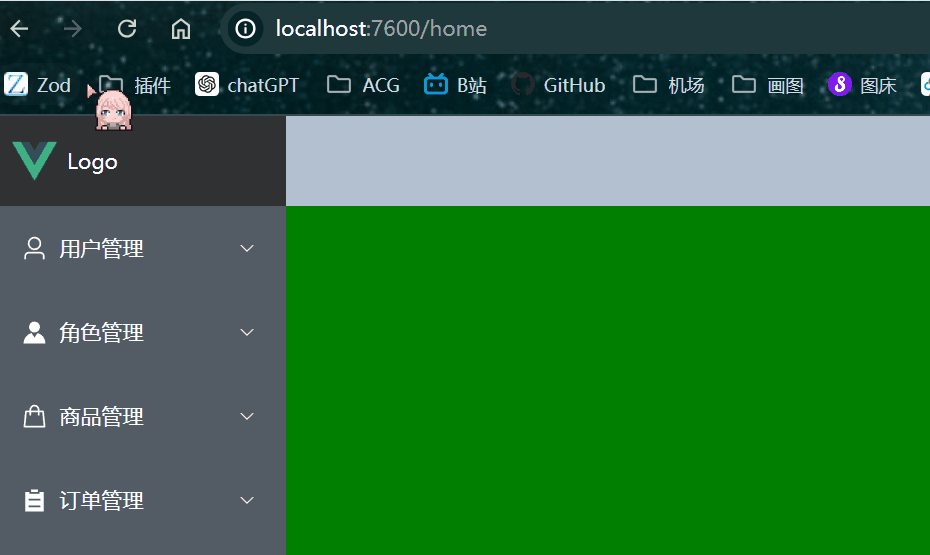 localhost:7600/home
Zod 插件 chatGPT ACG B站 GitHub 机场 画图 图床
Logo
用户管理
角色管理
商品管理
订单管理